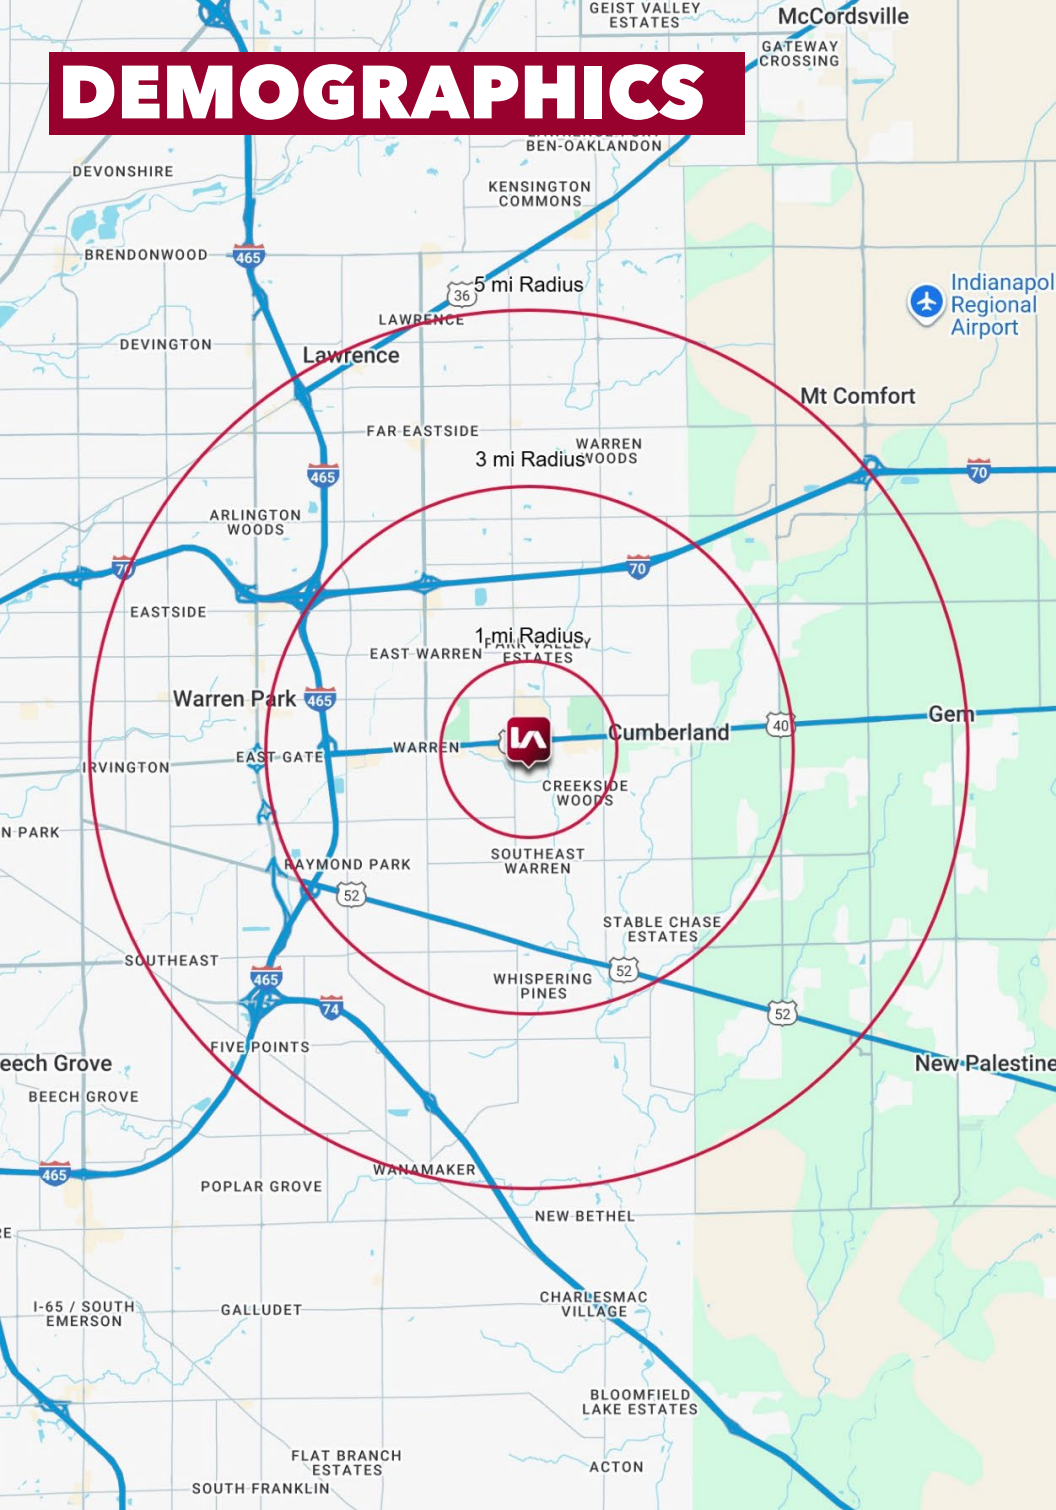 GEIST VALLEY
ESTATES
McCordsville
GATEWAY
CROSSING
DEMOGRAPHICS
BEN-OAKLANDON
DEVONSHIRE
KENSINGTON
COMMONS
BRENDONWOOD
465
5 mi Radius
36
Indianapol
Regional
Airport
LAWRENCE
DEVINGTON
Lawrence
Mt Comfort
FAR EASTSIDE
WARREN
WOODS
3 mi Radius
465
70
ARLINGTON
WOODS
70
70
EASTSIDE
1 mi Radius
PARK VALLEY
ESTATES
EAST WARREN
Warren Park
465
Gem
40
Cumberland
WARREN
EAST GATE
IRVINGTON
CREEKSIDE
WOODS
N PARK
SOUTHEAST
WARREN
RAYMOND PARK
52
STABLE CHASE
ESTATES
SOUTHEAST
52
465
WHISPERING
PINES
74
52
FIVE POINTS
eech Grove
New Palestine
BEECH GROVE
465
WANAMAKER
POPLAR GROVE
NEW BETHEL
RE
CHARLESMAC
VILLAGE
I-65 / SOUTH
EMERSON
GALLUDET
BLOOMFIELD
LAKE ESTATES
FLAT BRANCH
ESTATES
ACTON
SOUTH FRANKLIN